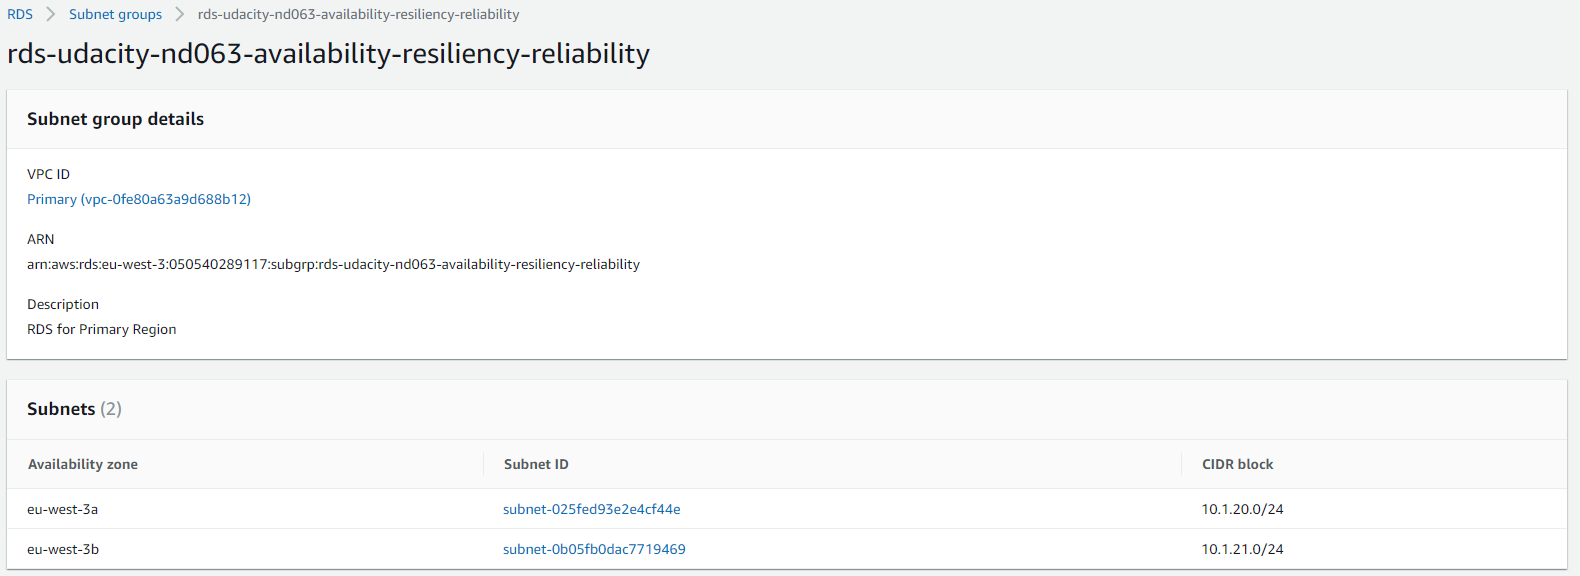 RDS > Subnet groups > rds-udacity-nd063-availability-resiliency-reliability
rds-udacity-nd063-availability-resiliency-reliability
Subnet group details
VPC ID
Primary (vpc-0fe80a63a9d688b12)
ARN
arn:aws:rds:eu-west-3:050540289117:subgrp:rds-udacity-nd063-availability-resiliency-reliability
Description
RDS for Primary Region
Subnets (2)
Availability zone Subnet ID CIDR block
eu-west-3a subnet-025fed93e2e4cf44e 10.1.20.0/24
eu-west-3b subnet-0b05fb0dac7719469 10.1.21.0/24